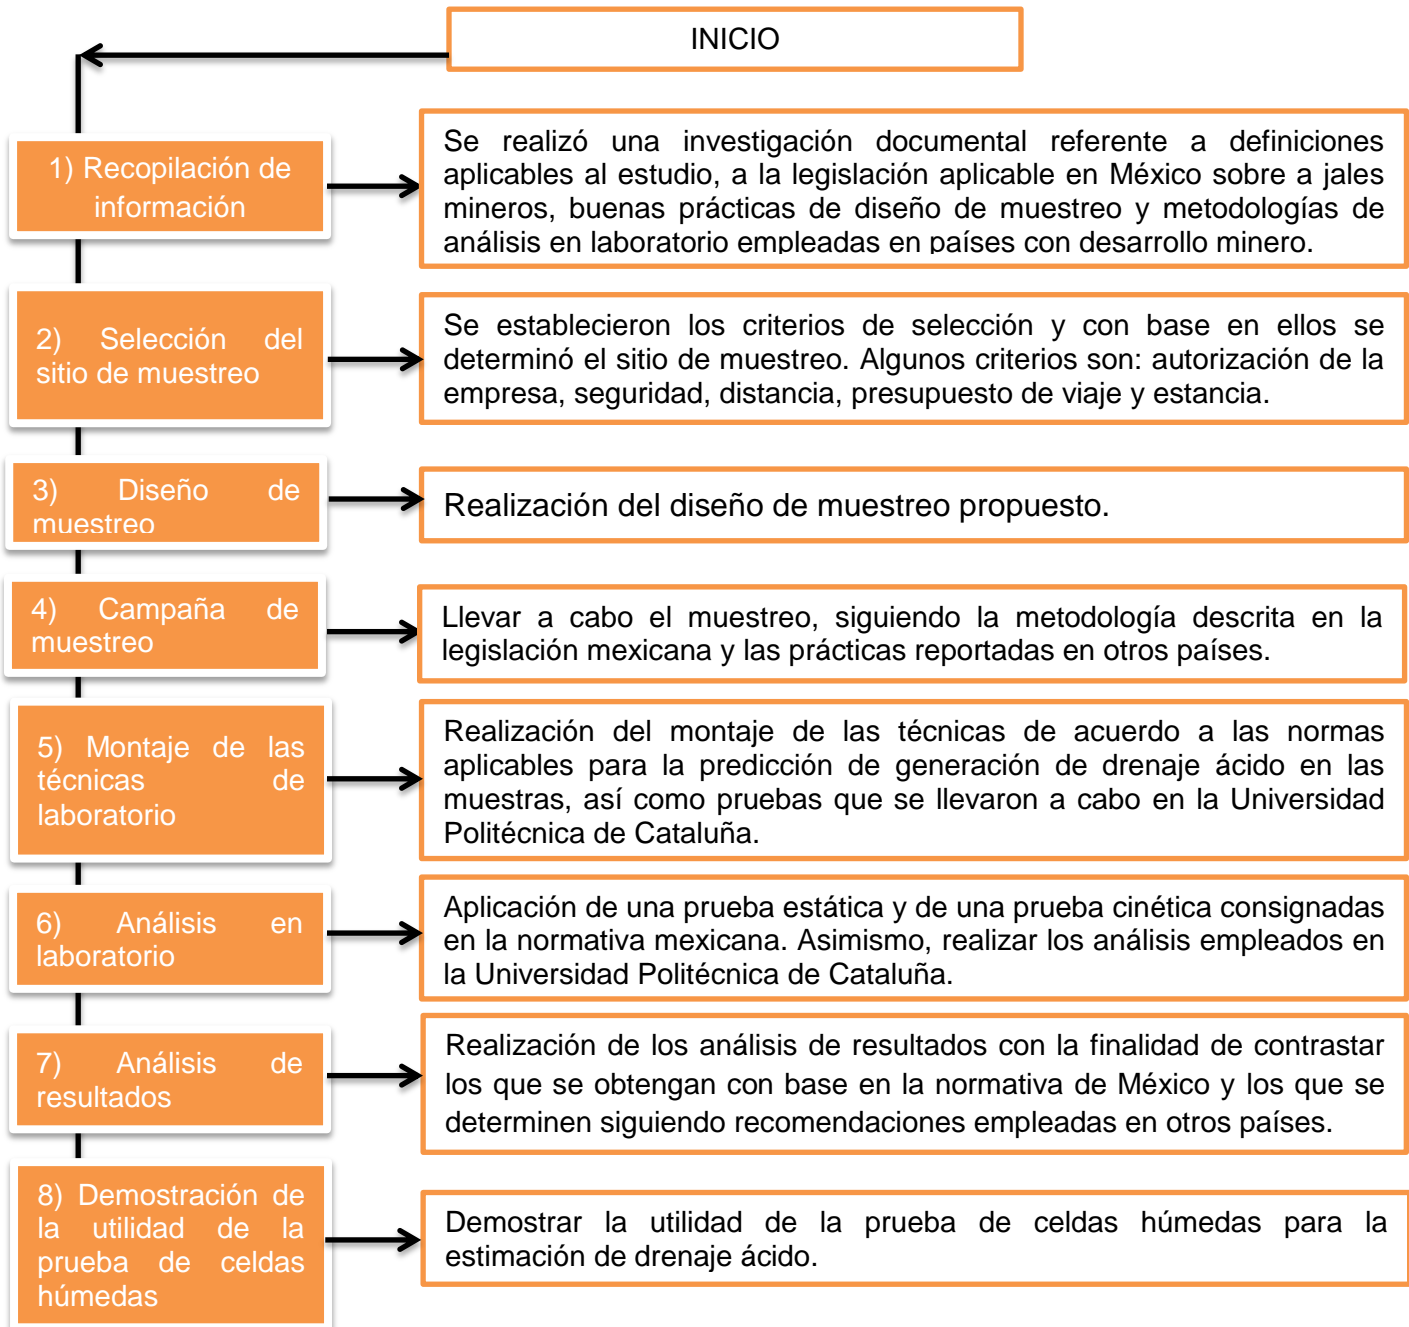 INICIO
1) Recopilación de
información
Se realizó una investigación documental referente a definiciones
aplicables al estudio, a la legislación aplicable en México sobre a jales
mineros, buenas prácticas de diseño de muestreo y metodologías de
análisis en laboratorio empleadas en países con desarrollo minero.
2) Selección del
sitio de muestreo
Se establecieron los criterios de selección y con base en ellos se
determinó el sitio de muestreo. Algunos criterios son: autorización de la
empresa, seguridad, distancia, presupuesto de viaje y estancia.
3) Diseño de
muestreo
Realización del diseño de muestreo propuesto.
4) Campaña de
muestreo
Llevar a cabo el muestreo, siguiendo la metodología descrita en la
legislación mexicana y las prácticas reportadas en otros países.
5) Montaje de las
técnicas de
laboratorio
Realización del montaje de las técnicas de acuerdo a las normas
aplicables para la predicción de generación de drenaje ácido en las
muestras, así como pruebas que se llevaron a cabo en la Universidad
Politécnica de Cataluña.
6) Análisis en
laboratorio
Aplicación de una prueba estática y de una prueba cinética consignadas
en la normativa mexicana. Asimismo, realizar los análisis empleados en
la Universidad Politécnica de Cataluña.
7) Análisis de
resultados
Realización de los análisis de resultados con la finalidad de contrastar
los que se obtengan con base en la normativa de México y los que se
determinen siguiendo recomendaciones empleadas en otros países.
8) Demostración de
la utilidad de la
prueba de celdas
húmedas
Demostrar la utilidad de la prueba de celdas húmedas para la
estimación de drenaje ácido.